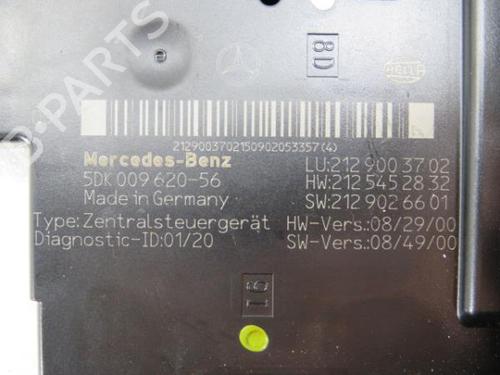 B-PARTS
8D
HELLA
2129003702150902053357(4)
Mercedes-Benz
5DK 009 620-56
Made in Germany
LU:212 900 37 02
HW:212 545 28 32
SW:212 902 66 01
Type:Zentralsteuergerät HW-Vers.:08/29/00
Diagnostic-ID:01/20 SW-Vers.:08/49/00